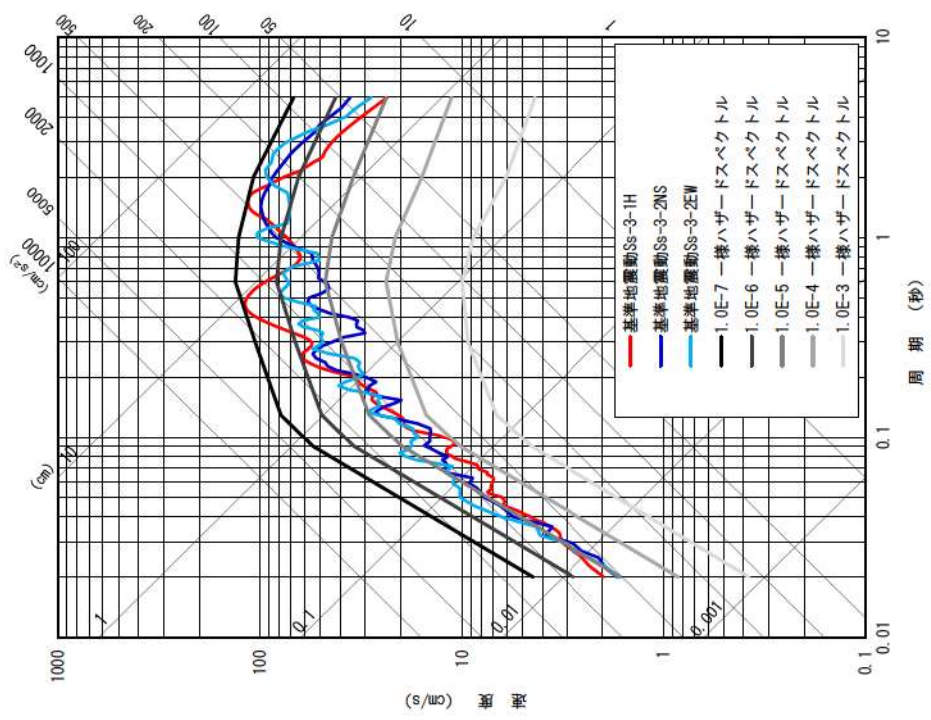 (cm)
(cm/s²)
1000
100
10
1
0.1
速 度 (cm/s)
0.01
0.1
1
10
周 期 (秒)
1
0.1
0.01
0.001
10
100
10000
5000
2000
1000
500
200
100
50
10
1
基準地震動Ss-3-1H
基準地震動Ss-3-2NS
基準地震動Ss-3-2EW
1.0E-7 一様ハザードスペクトル
1.0E-6 一様ハザードスペクトル
1.0E-5 一様ハザードスペクトル
1.0E-4 一様ハザードスペクトル
1.0E-3 一様ハザードスペクトル